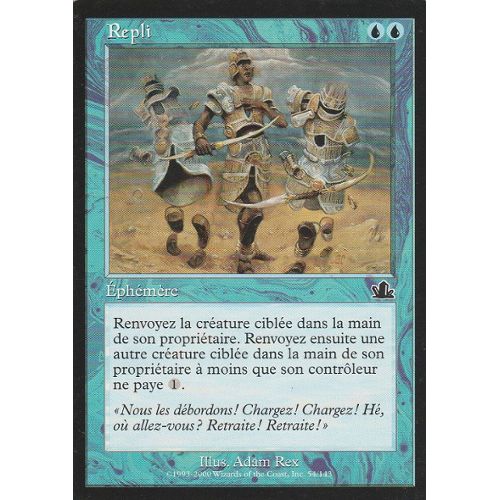 Repli
Éphémère
Renvoyez la créature ciblée dans la main
de son propriétaire. Renvoyez ensuite une
autre créature ciblée dans la main de son
propriétaire à moins que son contrôleur
ne paye 1.
«Nous les débordons! Chargez! Chargez! Hé,
où allez-vous? Retraite! Retraite!»
Illus. Adam Rex
©1993-2000 Wizards of the Coast, Inc. 54/143